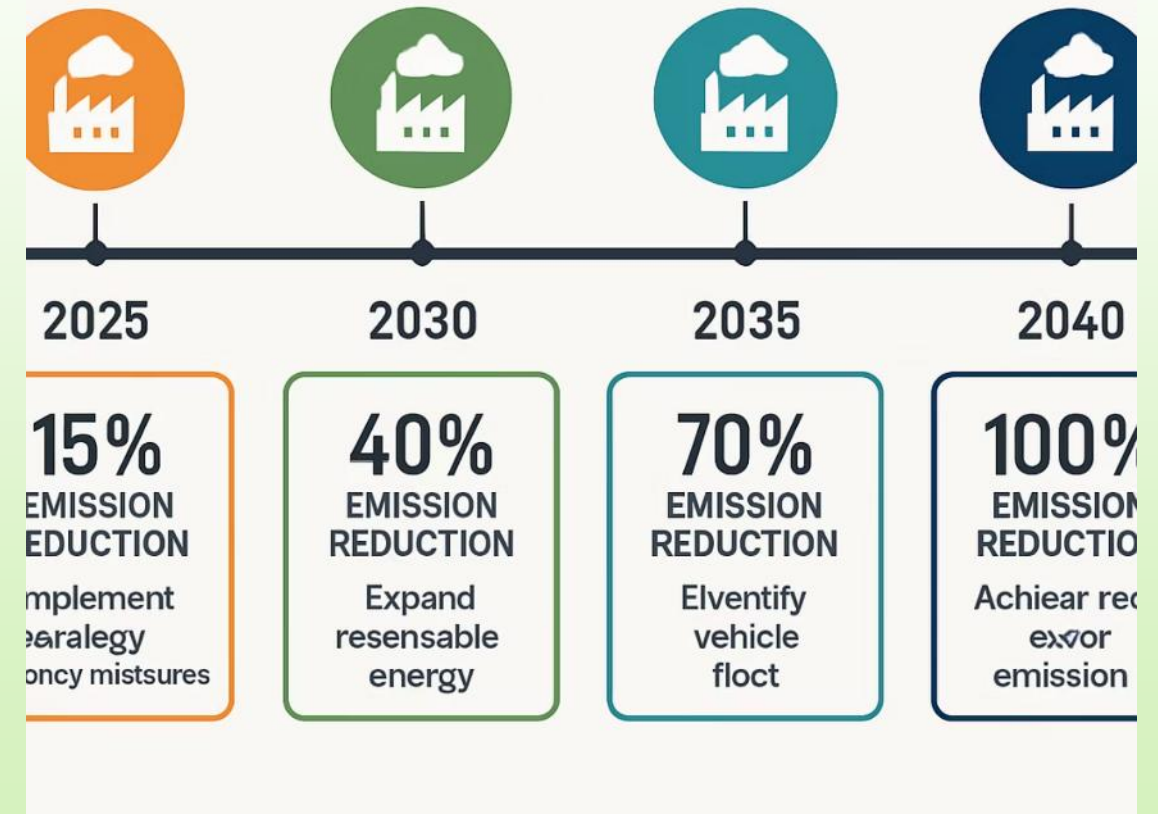 2025
2030
2035
2040
15%
EMISSION
EDUCTION
mplement
oncy mistsures
40%
EMISSION
REDUCTION
Expand
resensable
energy
70%
EMISSION
REDUCTION
Elventify
vehicle
floct
100%
EMISSION
REDUCTIO
Achiear rec
emission